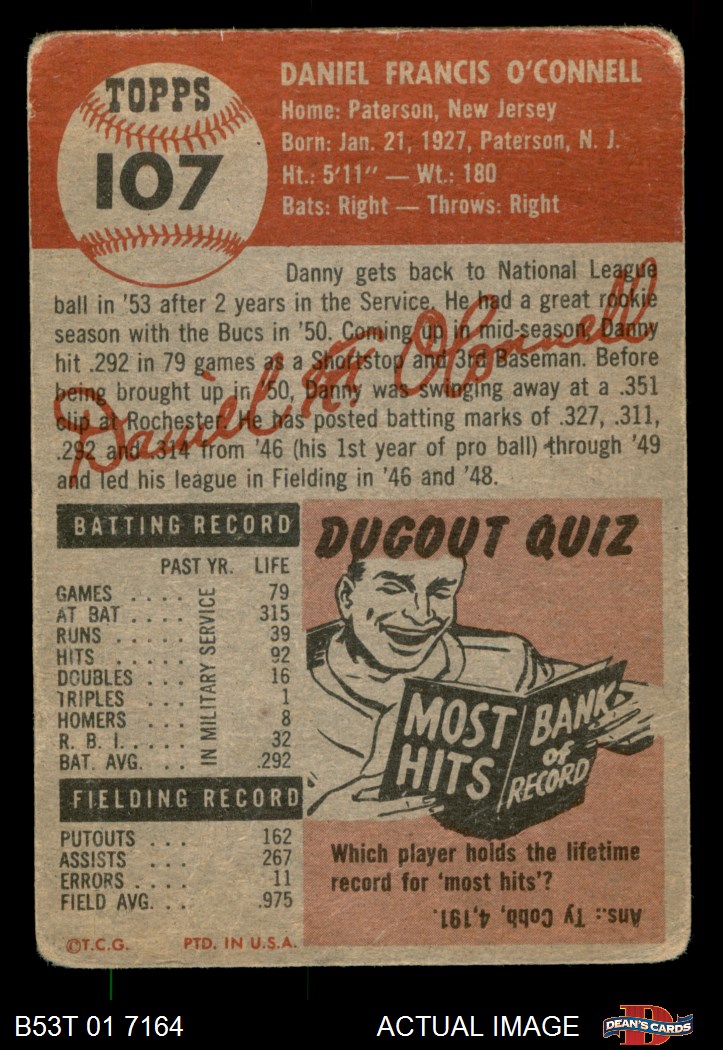 TOPPS
107
DANIEL FRANCIS O'CONNELL
Home: Paterson, New Jersey
Born: Jan. 21, 1927, Paterson, N. J.
Ht.: 5'11" — Wt.: 180
Bats: Right — Throws: Right
Danny gets back to National League
ball in '53 after 2 years in the Service. He had a great rookie
season with the Bucs in '50. Coming up in mid-season, Danny
hit .292 in 79 games as a Shortstop and 3rd Baseman. Before
being brought up in '50, Danny was swinging away at a .351
clip at Rochester. He has posted batting marks of .327, .311,
.292 and .314 from '46 (his 1st year of pro ball) through '49
and led his league in Fielding in '46 and '48.
Daniel F. O'Connell
BATTING RECORD
PAST YR. LIFE
GAMES .... 79
AT BAT .... 315
RUNS ..... 39
HITS ..... 92
DOUBLES ... 16
TRIPLES ... 1
HOMERS ... 8
R. B. I. .... 32
BAT. AVG. ... .292
IN MILITARY SERVICE
FIELDING RECORD
PUTOUTS ... 162
ASSISTS ... 267
ERRORS .... 11
FIELD AVG. ... .975
©T.C.G. PTD. IN U.S.A.
DUGOUT QUIZ
MOST HITS
BANK of RECORD
Which player holds the lifetime
record for 'most hits'?
Ans.: Ty Cobb, 4,191.
B53T 01 7164
ACTUAL IMAGE
D
DEAN'S CARDS